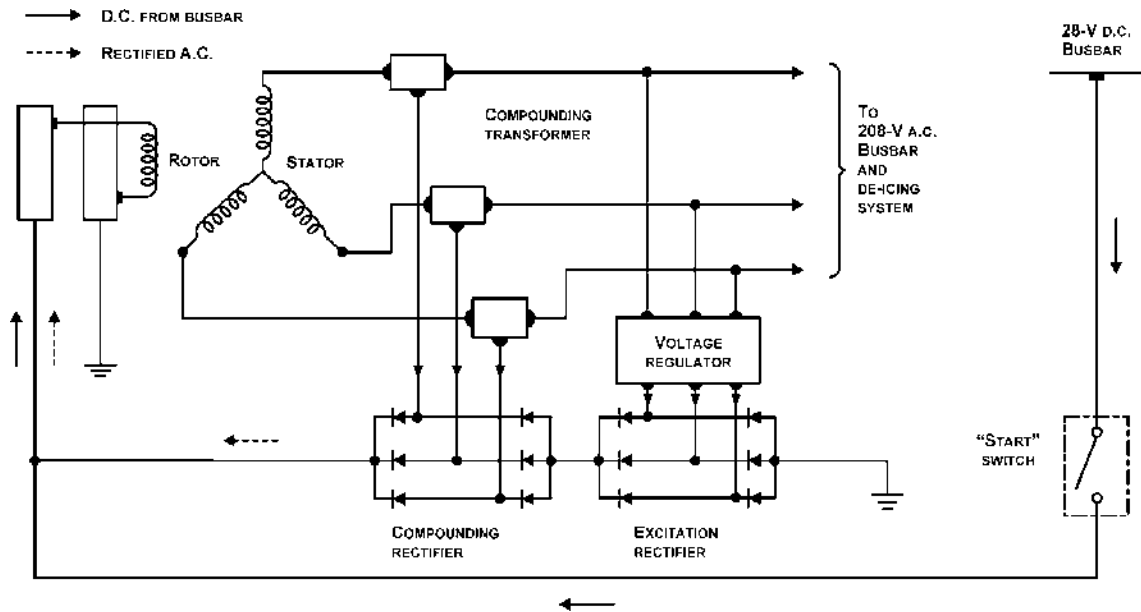 D.C. FROM BUSBAR
RECTIFIED A.C.
28-V D.C.
BUSBAR
COMPOUNDING
TRANSFORMER
TO
208-V A.C.
BUSBAR
AND
DE-ICING
SYSTEM
ROTOR
STATOR
VOLTAGE
REGULATOR
"START"
SWITCH
COMPOUNDING
RECTIFIER
EXCITATION
RECTIFIER